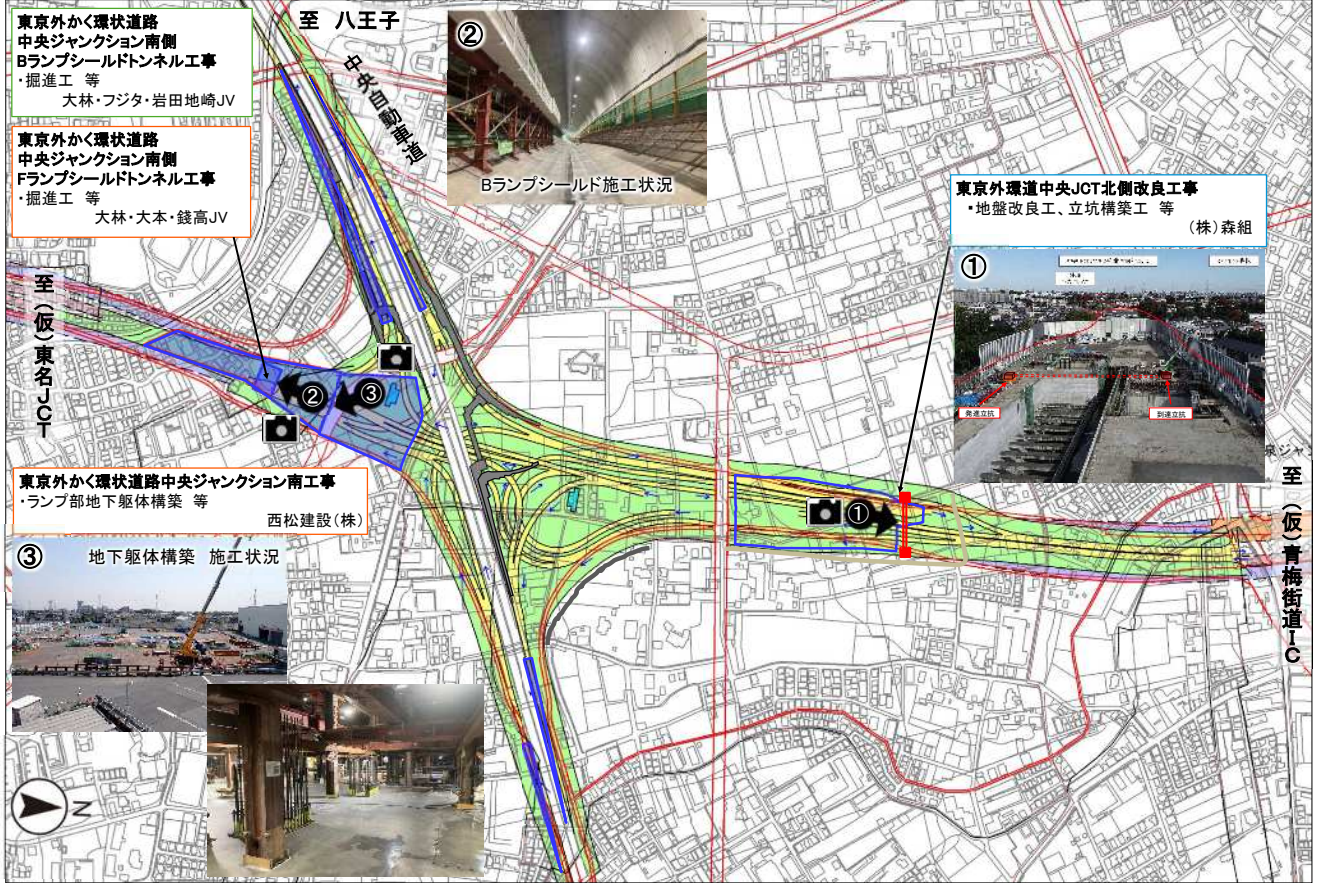 東京外かく環状道路
中央ジャンクション南側
Bランプシールドトンネル工事
・掘進工 等
大林・フジタ・岩田地崎JV
東京外かく環状道路
中央ジャンクション南側
Fランプシールドトンネル工事
・掘進工 等
大林・大本・錢高JV
至 八王子
中央自動車道
②
Bランプシールド施工状況
東京外環道中央JCT北側改良工事
・地盤改良工、立坑構築工 等
(株)森組
①
発進立坑
到達立坑
至(仮)東名JCT
②
③
①
東京外かく環状道路中央ジャンクション南工事
・ランプ部地下躯体構築 等
西松建設(株)
③
地下躯体構築 施工状況
至(仮)青梅街道IC
N